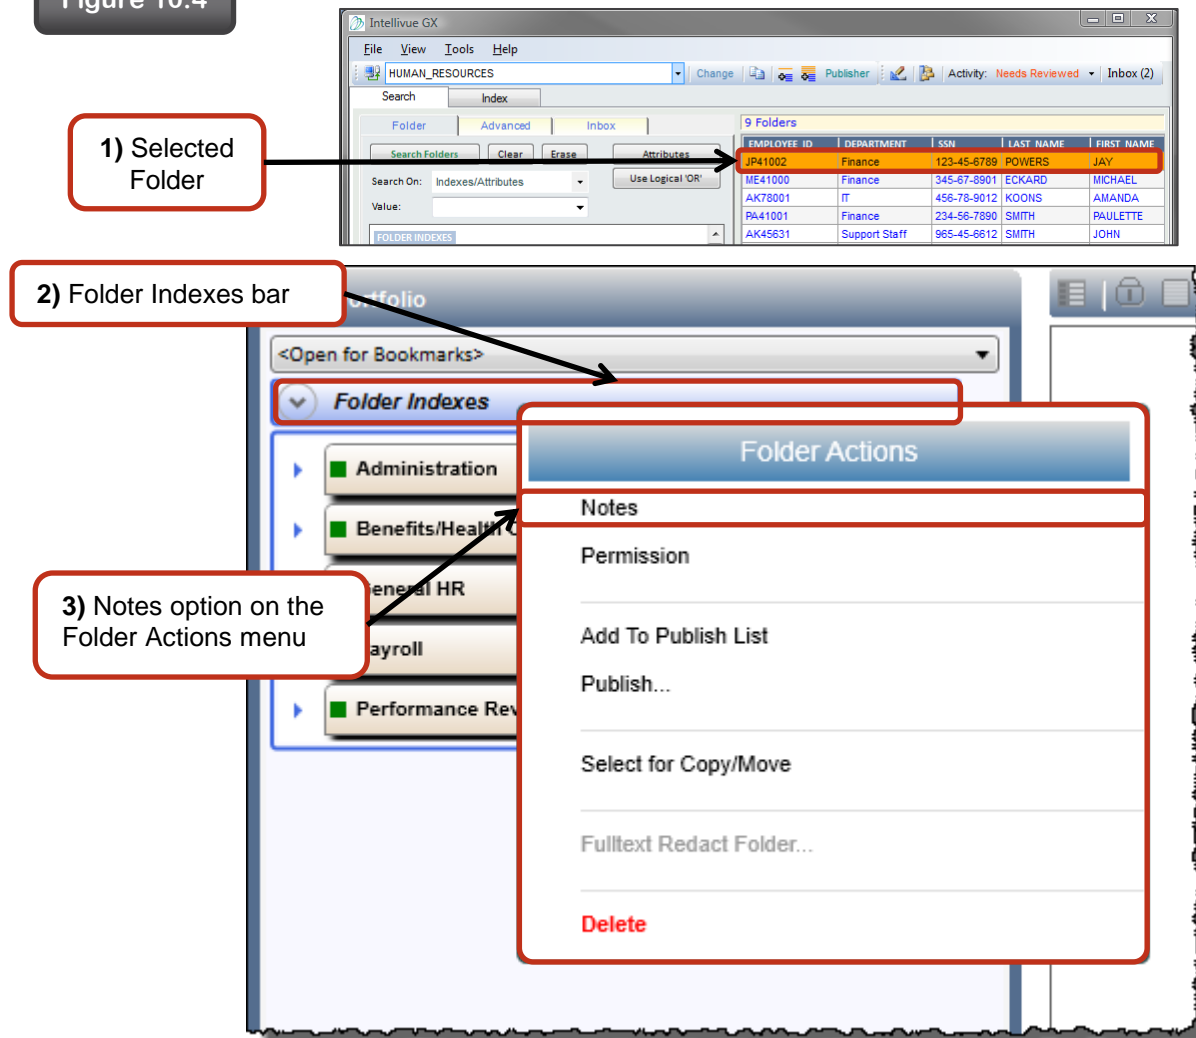 Figure 10.4
Intellivue GX
File View Tools Help
HUMAN_RESOURCES Change Publisher Activity: Needs Reviewed Inbox (2)
Search Index
Folder Advanced Inbox
9 Folders
Search Folders Clear Erase Attributes
EMPLOYEE ID DEPARTMENT SSN LAST NAME FIRST NAME
JP41002 Finance 123-45-6789 POWERS JAY
Search On: Indexes/Attributes Use Logical 'OR'
ME41000 Finance 345-67-8901 ECKARD MICHAEL
AK78001 IT 456-78-9012 KOONS AMANDA
Value:
PA41001 Finance 234-56-7890 SMITH PAULETTE
FOLDER INDEXES
AK45631 Support Staff 965-45-6612 SMITH JOHN
1) Selected
Folder
2) Folder Indexes bar
rtfolio
<Open for Bookmarks>
Folder Indexes
Administration
Benefits/Health C
eneral HR
ayroll
Performance Rev
3) Notes option on the
Folder Actions menu
Folder Actions
Notes
Permission
Add To Publish List
Publish...
Select for Copy/Move
Fulltext Redact Folder...
Delete